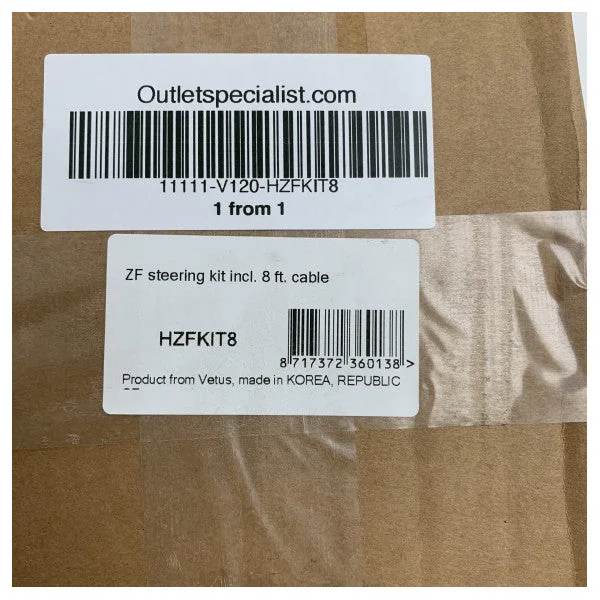 Outletspecialist.com
11111-V120-HZFKIT8
1 from 1
ZF steering kit incl. 8 ft. cable
HZFKIT8
8 717372 360138 >
Product from Vetus, made in KOREA, REPUBLIC